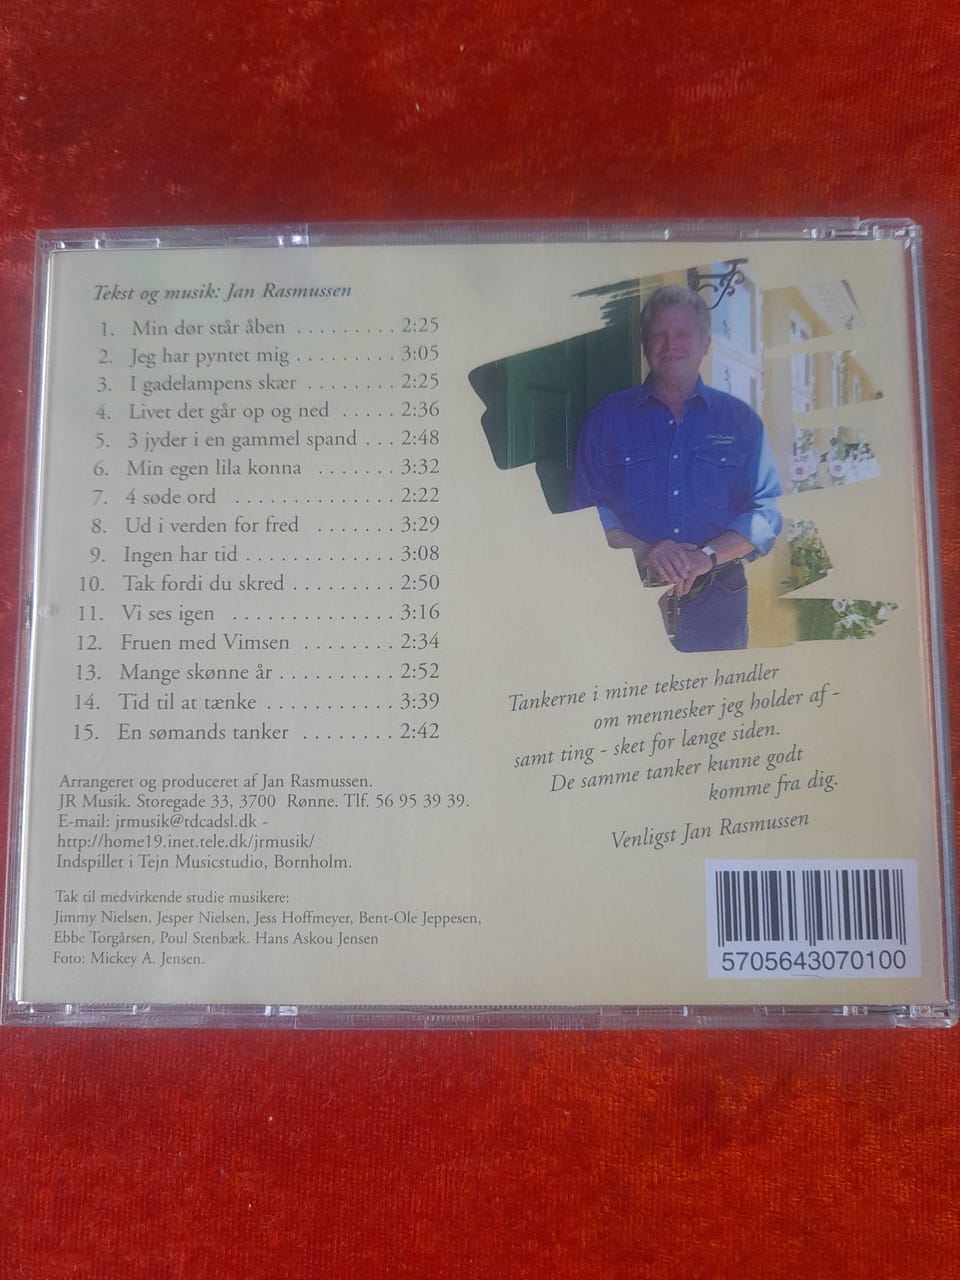 Tekst og musik: Jan Rasmussen
1. Min dør står åben . . . . . . . . . 2:25
2. Jeg har pyntet mig . . . . . . . . . 3:05
3. I gadelampens skær . . . . . . . . 2:25
4. Livet det går op og ned . . . . . 2:36
5. 3 jyder i en gammel spand . . . 2:48
6. Min egen lila konna . . . . . . . 3:32
7. 4 søde ord . . . . . . . . . . . . . . 2:22
8. Ud i verden for fred . . . . . . . 3:29
9. Ingen har tid . . . . . . . . . . . . . 3:08
10. Tak fordi du skred . . . . . . . . . 2:50
11. Vi ses igen . . . . . . . . . . . . . . 3:16
12. Fruen med Vimsen . . . . . . . . 2:34
13. Mange skønne år . . . . . . . . . . 2:52
14. Tid til at tænke . . . . . . . . . . . 3:39
15. En sømands tanker . . . . . . . . 2:42
Arrangeret og produceret af Jan Rasmussen.
JR Musik. Storegade 33, 3700 Rønne. Tlf. 56 95 39 39.
E-mail: jrmusik@tdcadsl.dk -
http://home19.inet.tele.dk/jrmusik/
Indspillet i Tejn Musicstudio, Bornholm.
Tak til medvirkende studie musikere:
Jimmy Nielsen, Jesper Nielsen, Jess Hoffmeyer, Bent-Ole Jeppesen,
Ebbe Torgårsen, Poul Stenbæk. Hans Askou Jensen
Foto: Mickey A. Jensen.
Tankerne i mine tekster handler
om mennesker jeg holder af -
samt ting - sket for længe siden.
De samme tanker kunne godt
komme fra dig.
Venligst Jan Rasmussen
5705643070100